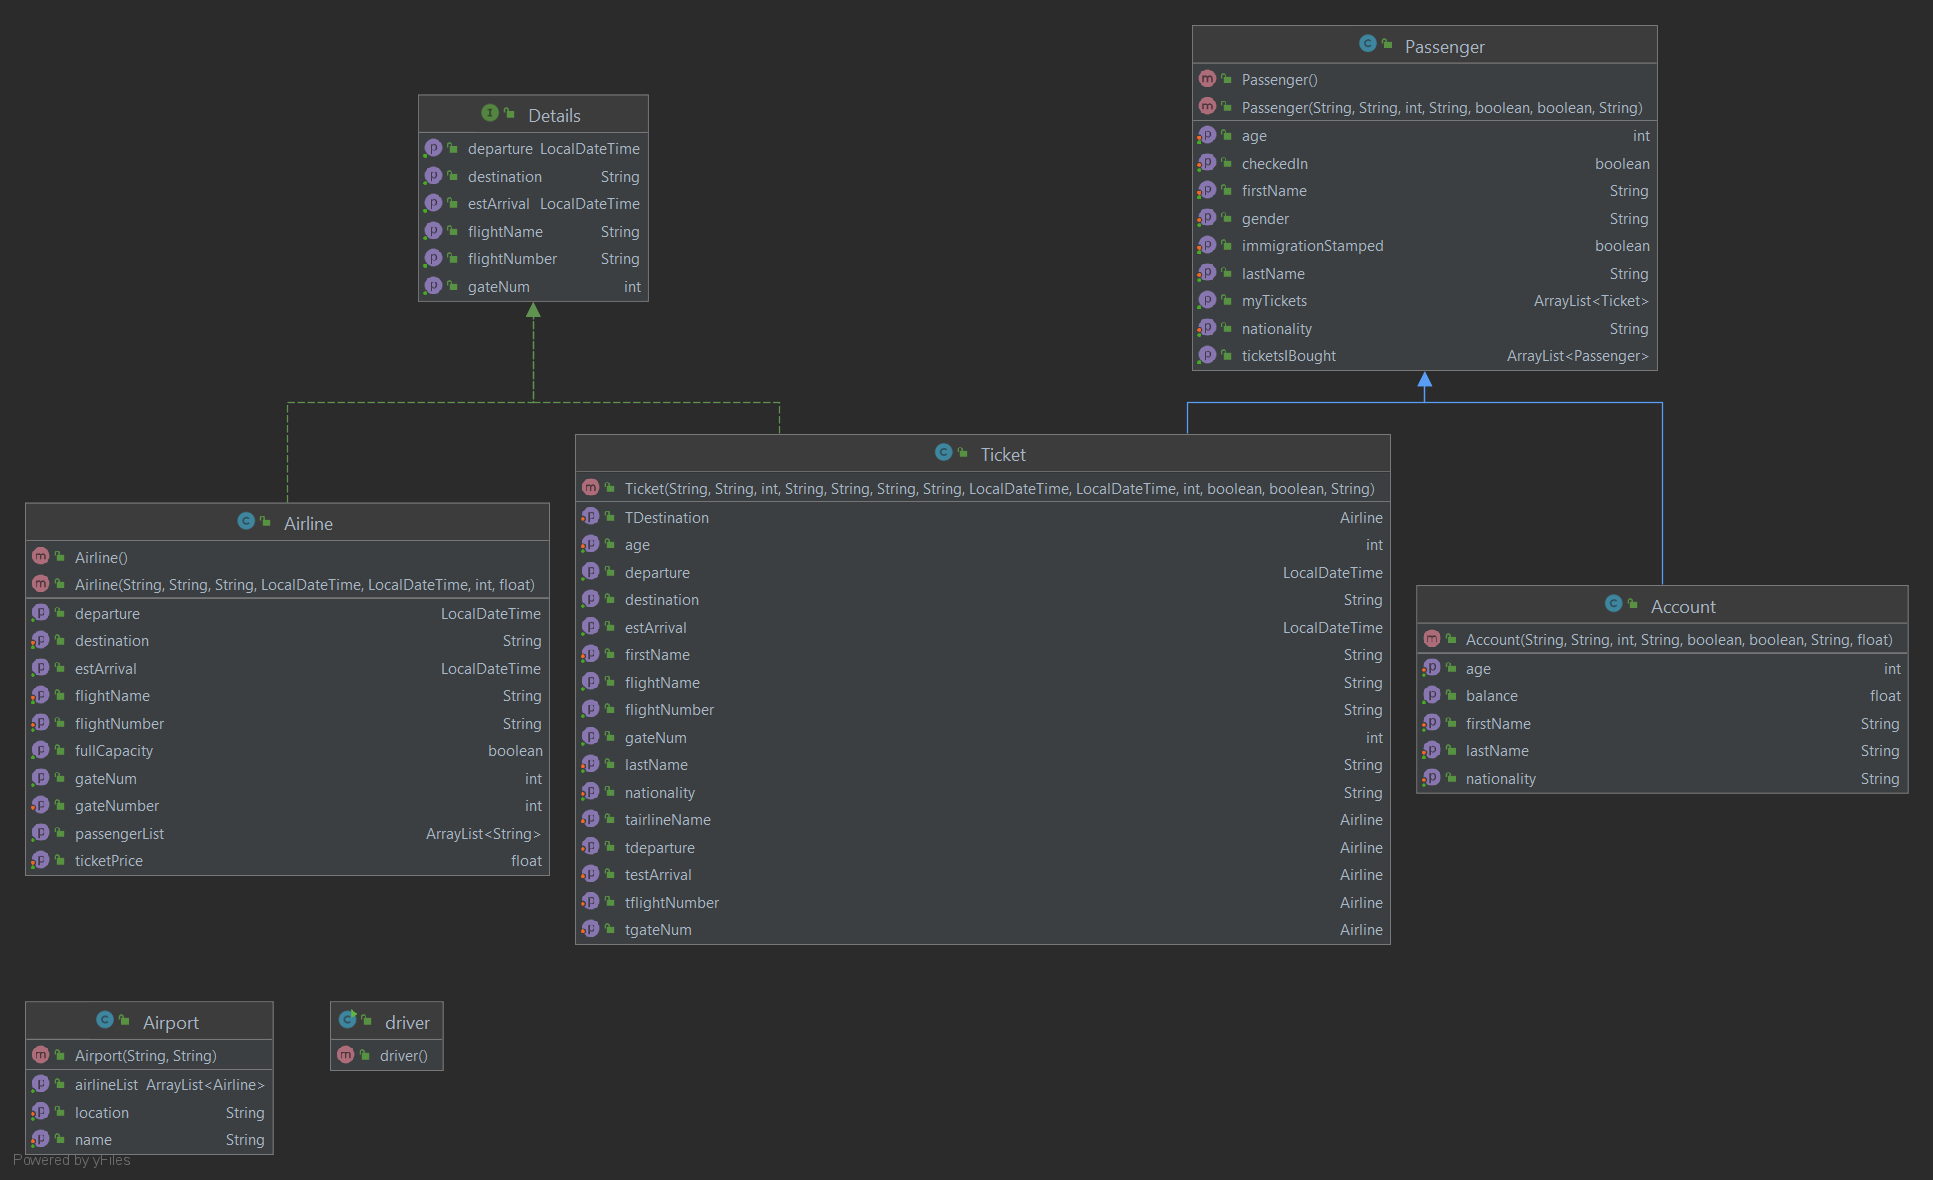 Passenger
Passenger()
Passenger(String, String, int, String, boolean, boolean, String)
age int
checkedIn boolean
firstName String
gender String
immigrationStamped boolean
lastName String
myTickets ArrayList<Ticket>
nationality String
ticketsIBought ArrayList<Passenger>
Details
departure LocalDateTime
destination String
estArrival LocalDateTime
flightName String
flightNumber String
gateNum int
Ticket
Ticket(String, String, int, String, String, String, String, LocalDateTime, LocalDateTime, int, boolean, boolean, String)
TDestination Airline
age int
departure LocalDateTime
destination String
estArrival LocalDateTime
firstName String
flightName String
flightNumber String
gateNum int
lastName String
nationality String
tairlineName Airline
tdeparture Airline
testArrival Airline
tflightNumber Airline
tgateNum Airline
Airline
Airline()
Airline(String, String, String, LocalDateTime, LocalDateTime, int, float)
departure LocalDateTime
destination String
estArrival LocalDateTime
flightName String
flightNumber String
fullCapacity boolean
gateNum int
gateNumber int
passengerList ArrayList<String>
ticketPrice float
Account
Account(String, String, int, String, boolean, boolean, String, float)
age int
balance float
firstName String
lastName String
nationality String
Airport
Airport(String, String)
airlineList ArrayList<Airline>
location String
name String
driver
driver()
Powered by yFiles